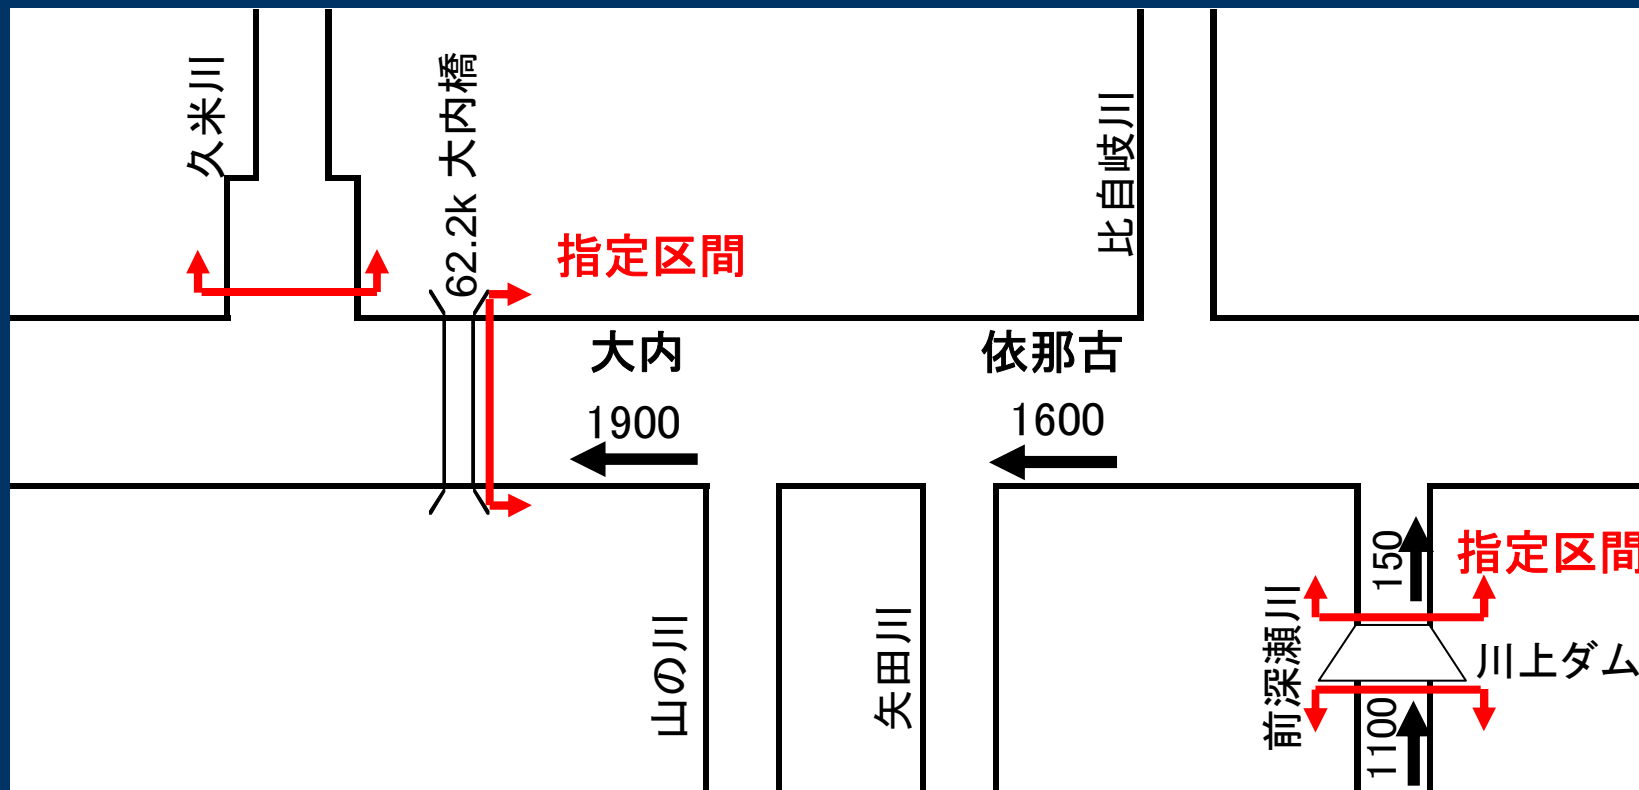 久米川
62.2k 大内橋
比自岐川
指定区間
大内
依那古
1900
1600
150
指定区間
山の川
矢田川
前深瀬川
川上ダム
1100